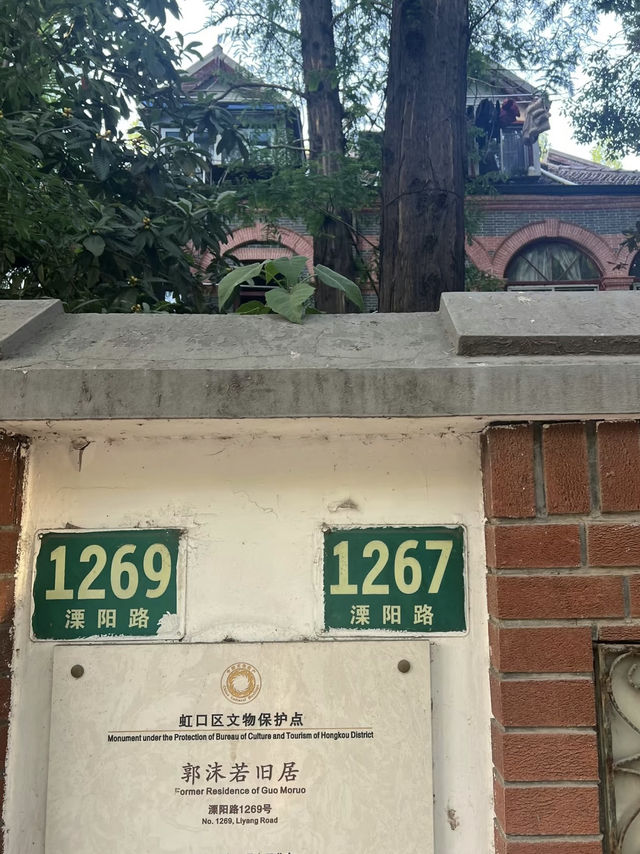 1269
溧阳路
1267
溧阳路
虹口区文物保护点
Monument under the Protection of Bureau of Culture and Tourism of Hongkou District
郭沫若旧居
Former Residence of Guo Moruo
溧阳路1269号
No. 1269, Liyang Road